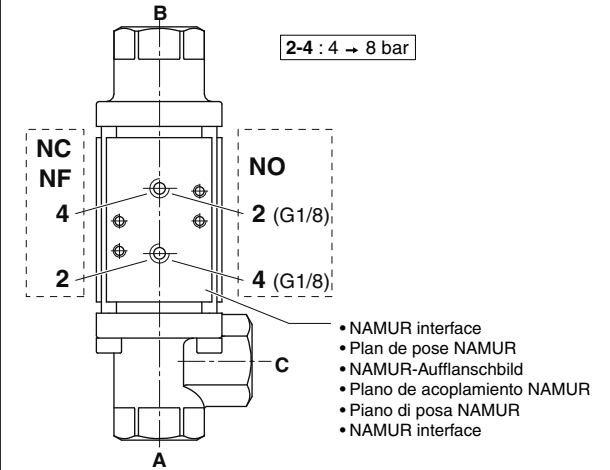 B
2-4 : 4 → 8 bar
NC
NF
NO
4
2 (G1/8)
2
4 (G1/8)
• NAMUR interface
• Plan de pose NAMUR
• NAMUR-Aufflanschbild
• Plano de acoplamiento NAMUR
• Piano di posa NAMUR
• NAMUR interface
C
A